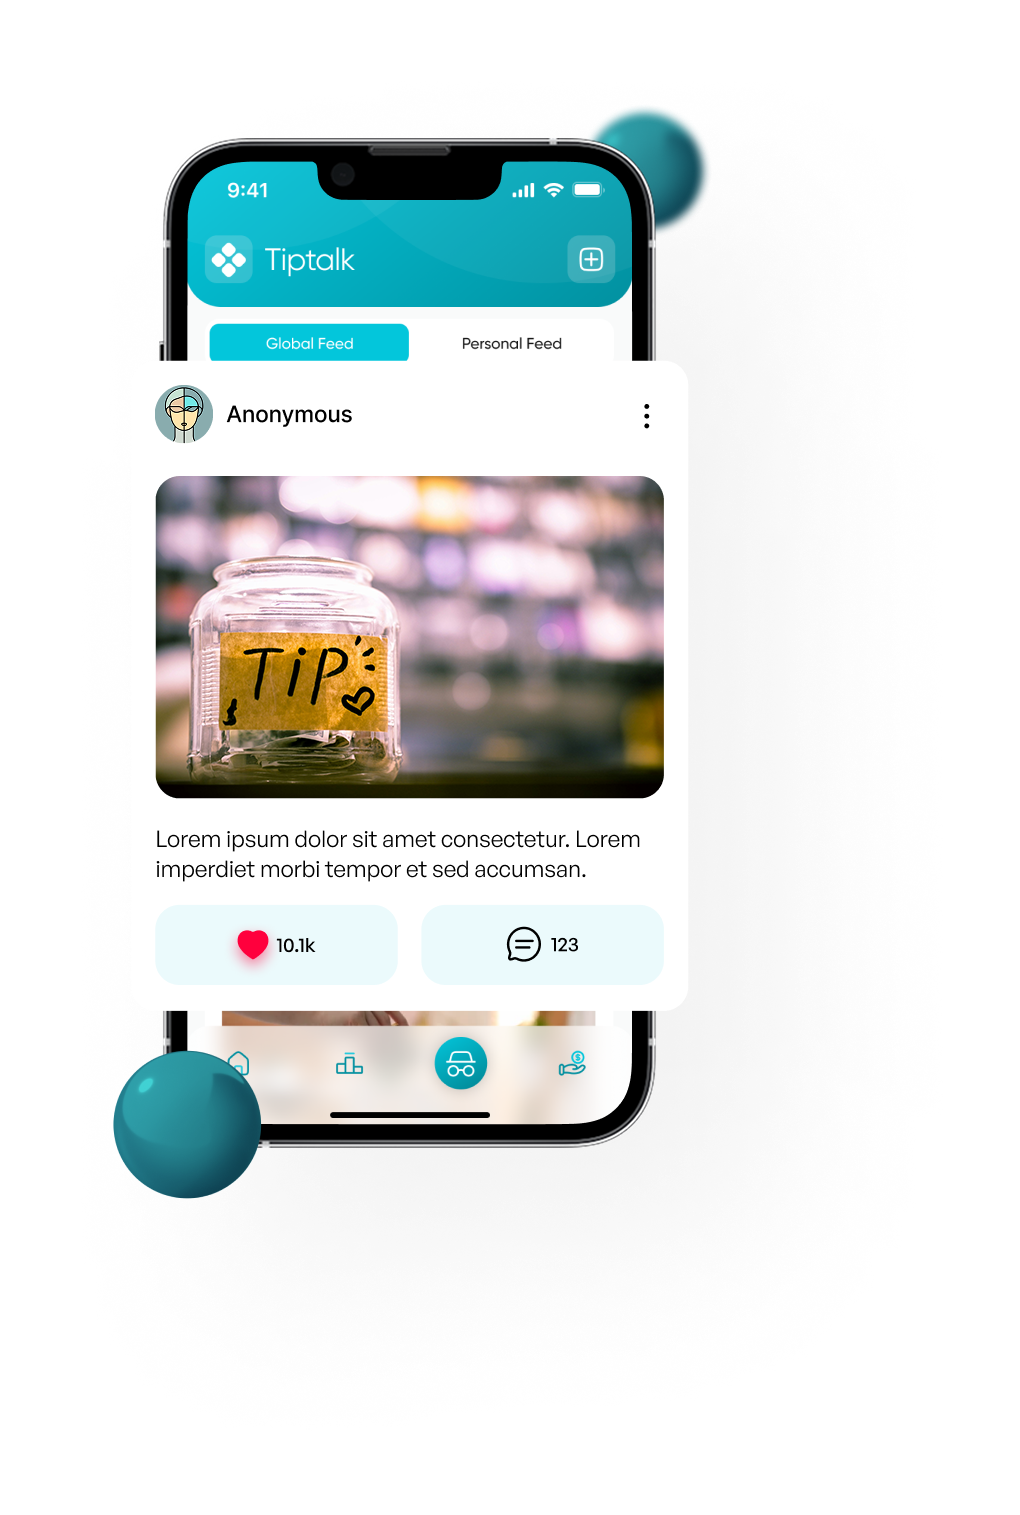 9:41
Tiptalk
Global Feed Personal Feed
Anonymous
TiP
Lorem ipsum dolor sit amet consectetur. Lorem
imperdiet morbi tempor et sed accumsan.
10.1k 123